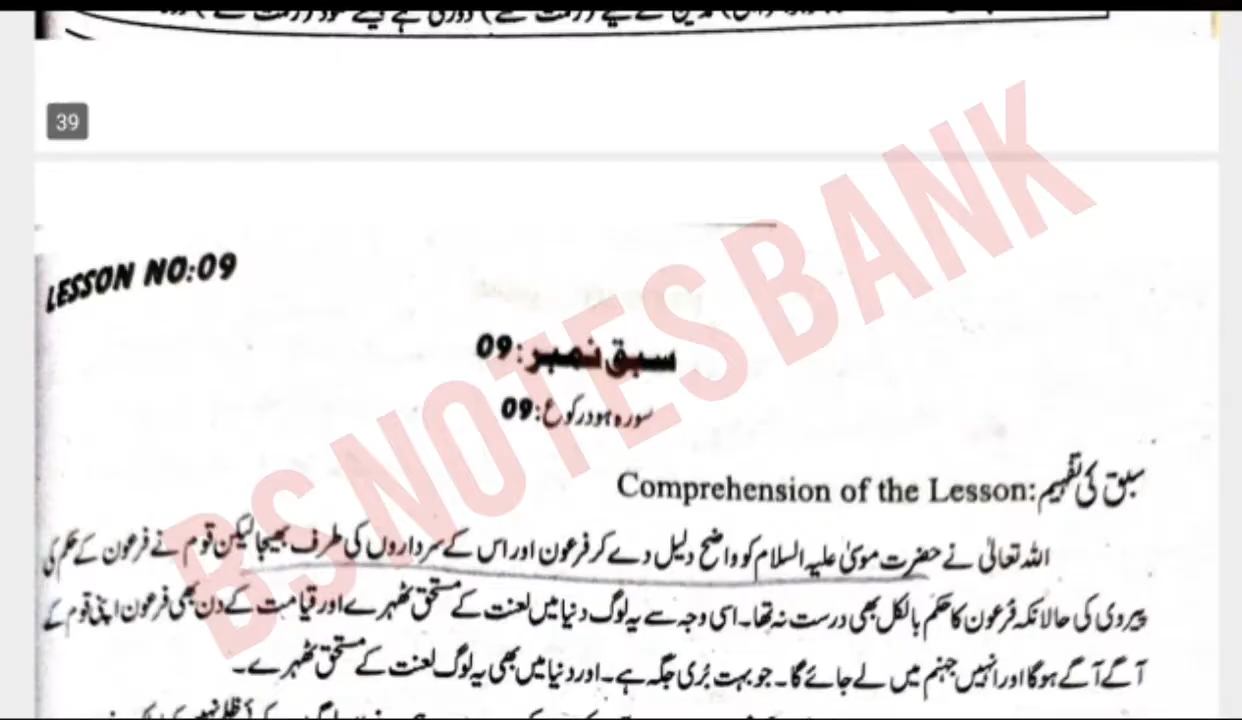 39
LESSON NO:09
سبق نمبر:09
سورہ ہود رکوع:09
سبق کی تفہیم:Comprehension of the Lesson
اللہ تعالیٰ نے حضرت موسیٰ علیہ السلام کو واضح دلیل دے کر فرعون اور اس کے سرداروں کی طرف بھیجا لیکن قوم نے فرعون کے حکم کی
پیروی کی حالانکہ فرعون کا حکم بالکل بھی درست نہ تھا۔ اسی وجہ سے یہ لوگ دنیا میں لعنت کے مستحق ٹھہرے اور قیامت کے دن بھی فرعون اپنی قوم کے
آگے آگے ہوگا اور انہیں جہنم میں لے جائے گا۔ جو بہت بُری جگہ ہے۔ اور دنیا میں بھی یہ لوگ لعنت کے مستحق ٹھہرے۔
BS NOTES BANK